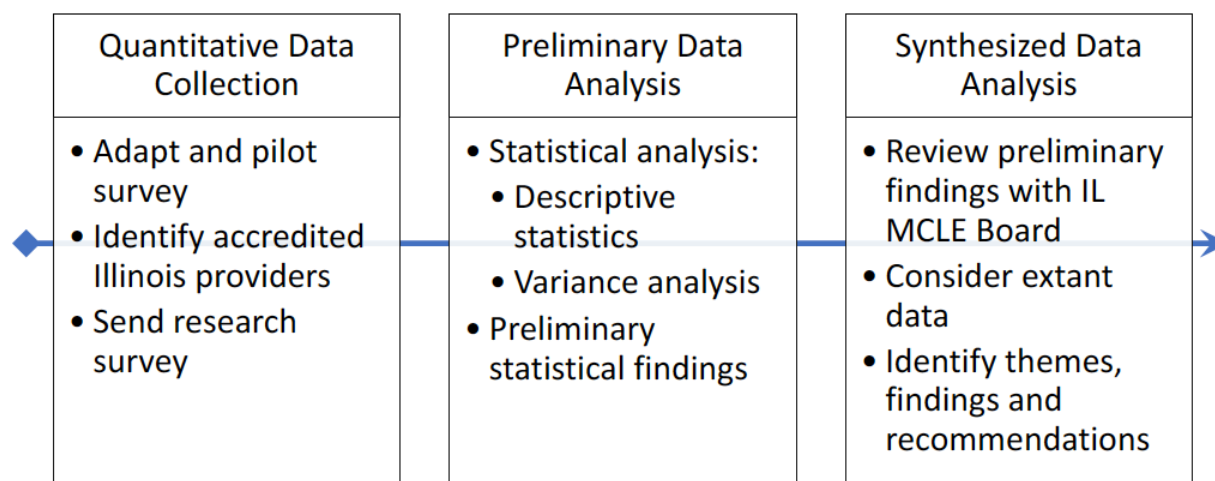 Quantitative Data
Collection
• Adapt and pilot
survey
• Identify accredited
Illinois providers
• Send research
survey
Preliminary Data
Analysis
• Statistical analysis:
• Descriptive
statistics
• Variance analysis
• Preliminary
statistical findings
Synthesized Data
Analysis
• Review preliminary
findings with IL
MCLE Board
• Consider extant
data
• Identify themes,
findings and
recommendations